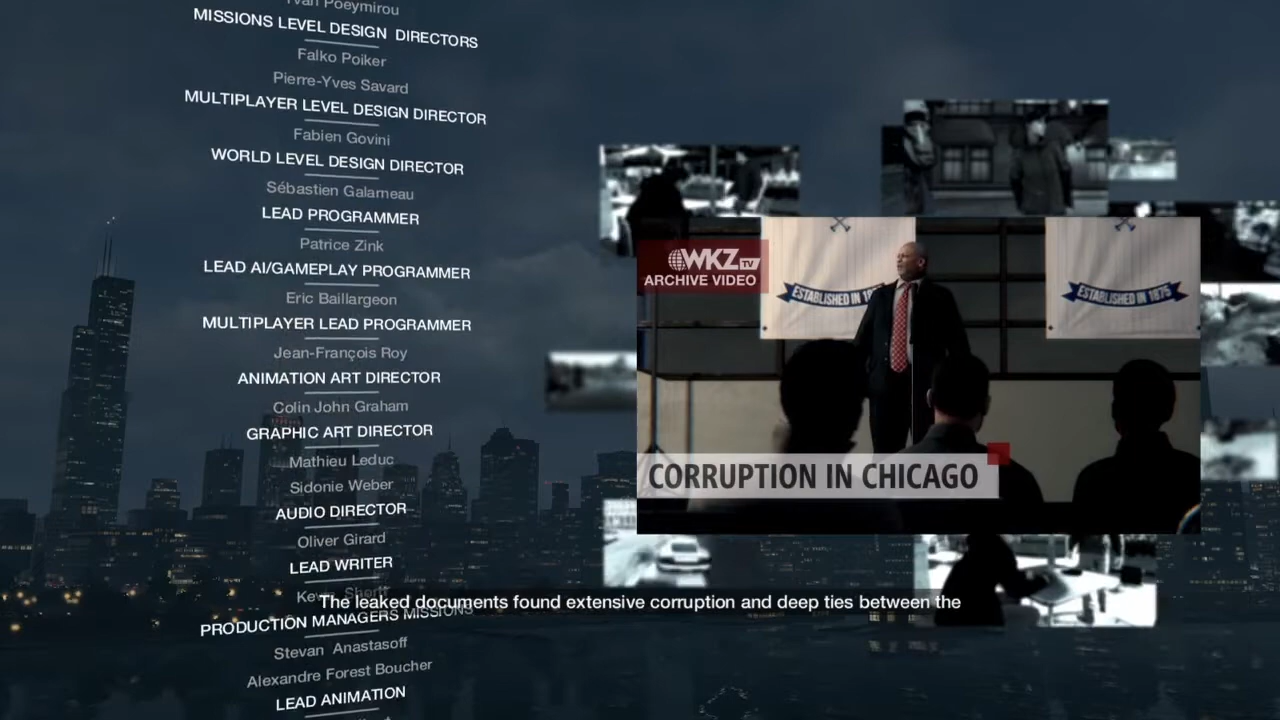 Ivan Poeymirou
MISSIONS LEVEL DESIGN DIRECTORS
Falko Poiker
Pierre-Yves Savard
MULTIPLAYER LEVEL DESIGN DIRECTOR
Fabien Govini
WORLD LEVEL DESIGN DIRECTOR
Sébastien Galarneau
LEAD PROGRAMMER
Patrice Zink
LEAD AI/GAMEPLAY PROGRAMMER
Eric Baillargeon
MULTIPLAYER LEAD PROGRAMMER
Jean-François Roy
ANIMATION ART DIRECTOR
Colin John Graham
GRAPHIC ART DIRECTOR
Mathieu Leduc
Sidonie Weber
AUDIO DIRECTOR
Oliver Girard
LEAD WRITER
PRODUCTION MANAGERS MISSIONS
Stevan Anastasoff
Alexandre Forest Boucher
LEAD ANIMATION
WKZ TV
ARCHIVE VIDEO
ESTABLISHED IN
ESTABLISHED IN 1875
CORRUPTION IN CHICAGO
The leaked documents found extensive corruption and deep ties between the